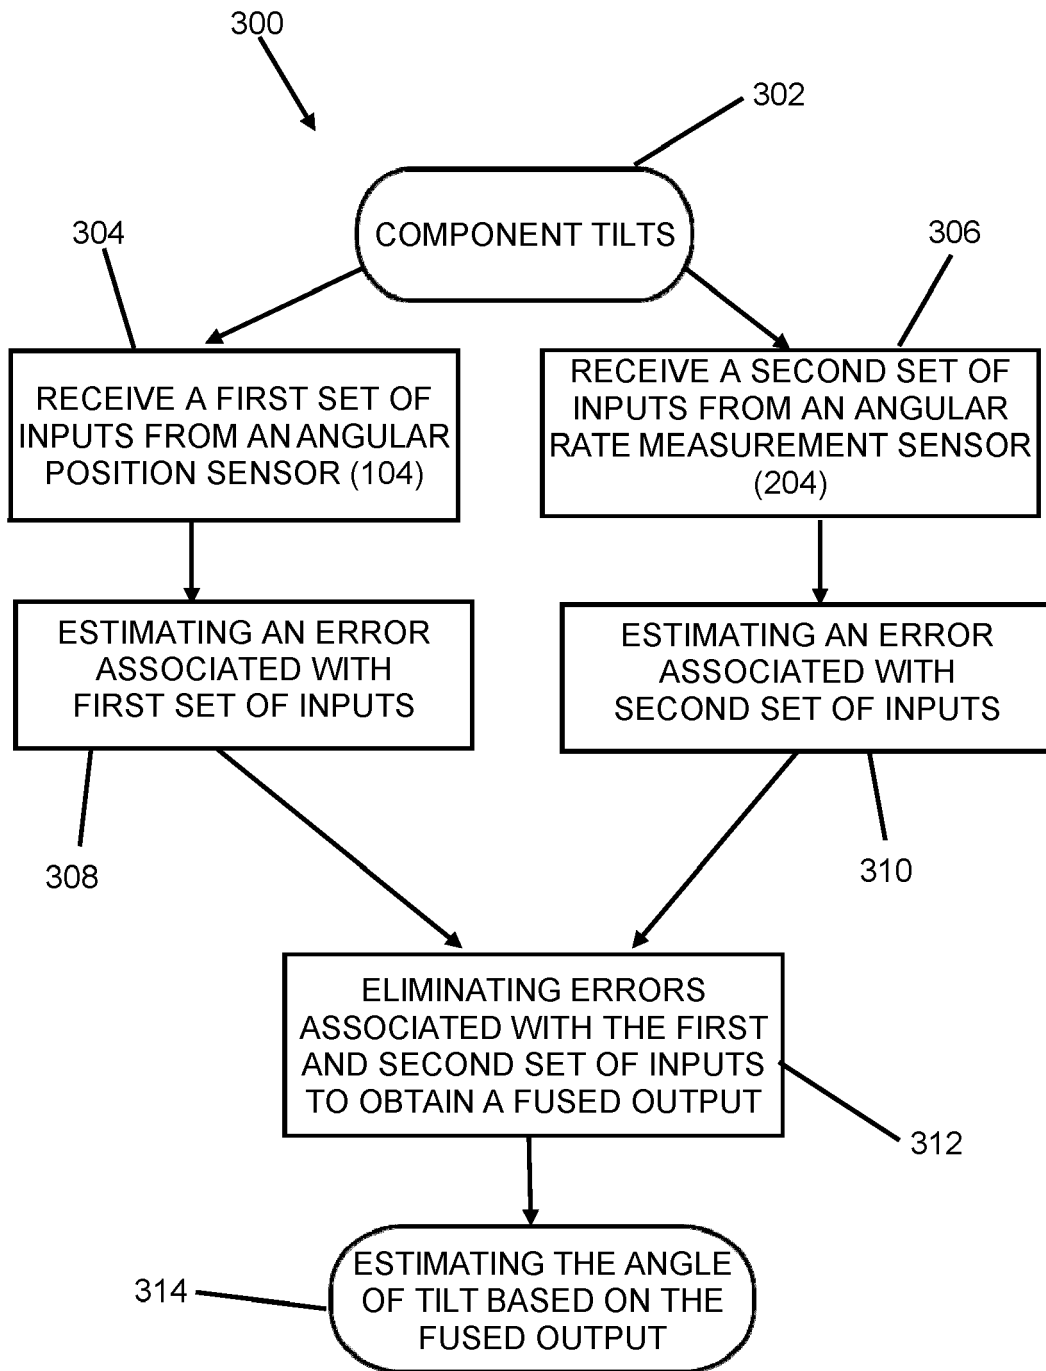 300
302
COMPONENT TILTS
304
306
RECEIVE A FIRST SET OF
INPUTS FROM AN ANGULAR
POSITION SENSOR (104)
RECEIVE A SECOND SET OF
INPUTS FROM AN ANGULAR
RATE MEASUREMENT SENSOR
(204)
ESTIMATING AN ERROR
ASSOCIATED WITH
FIRST SET OF INPUTS
ESTIMATING AN ERROR
ASSOCIATED WITH
SECOND SET OF INPUTS
308
310
ELIMINATING ERRORS
ASSOCIATED WITH THE FIRST
AND SECOND SET OF INPUTS
TO OBTAIN A FUSED OUTPUT
312
314
ESTIMATING THE ANGLE
OF TILT BASED ON THE
FUSED OUTPUT